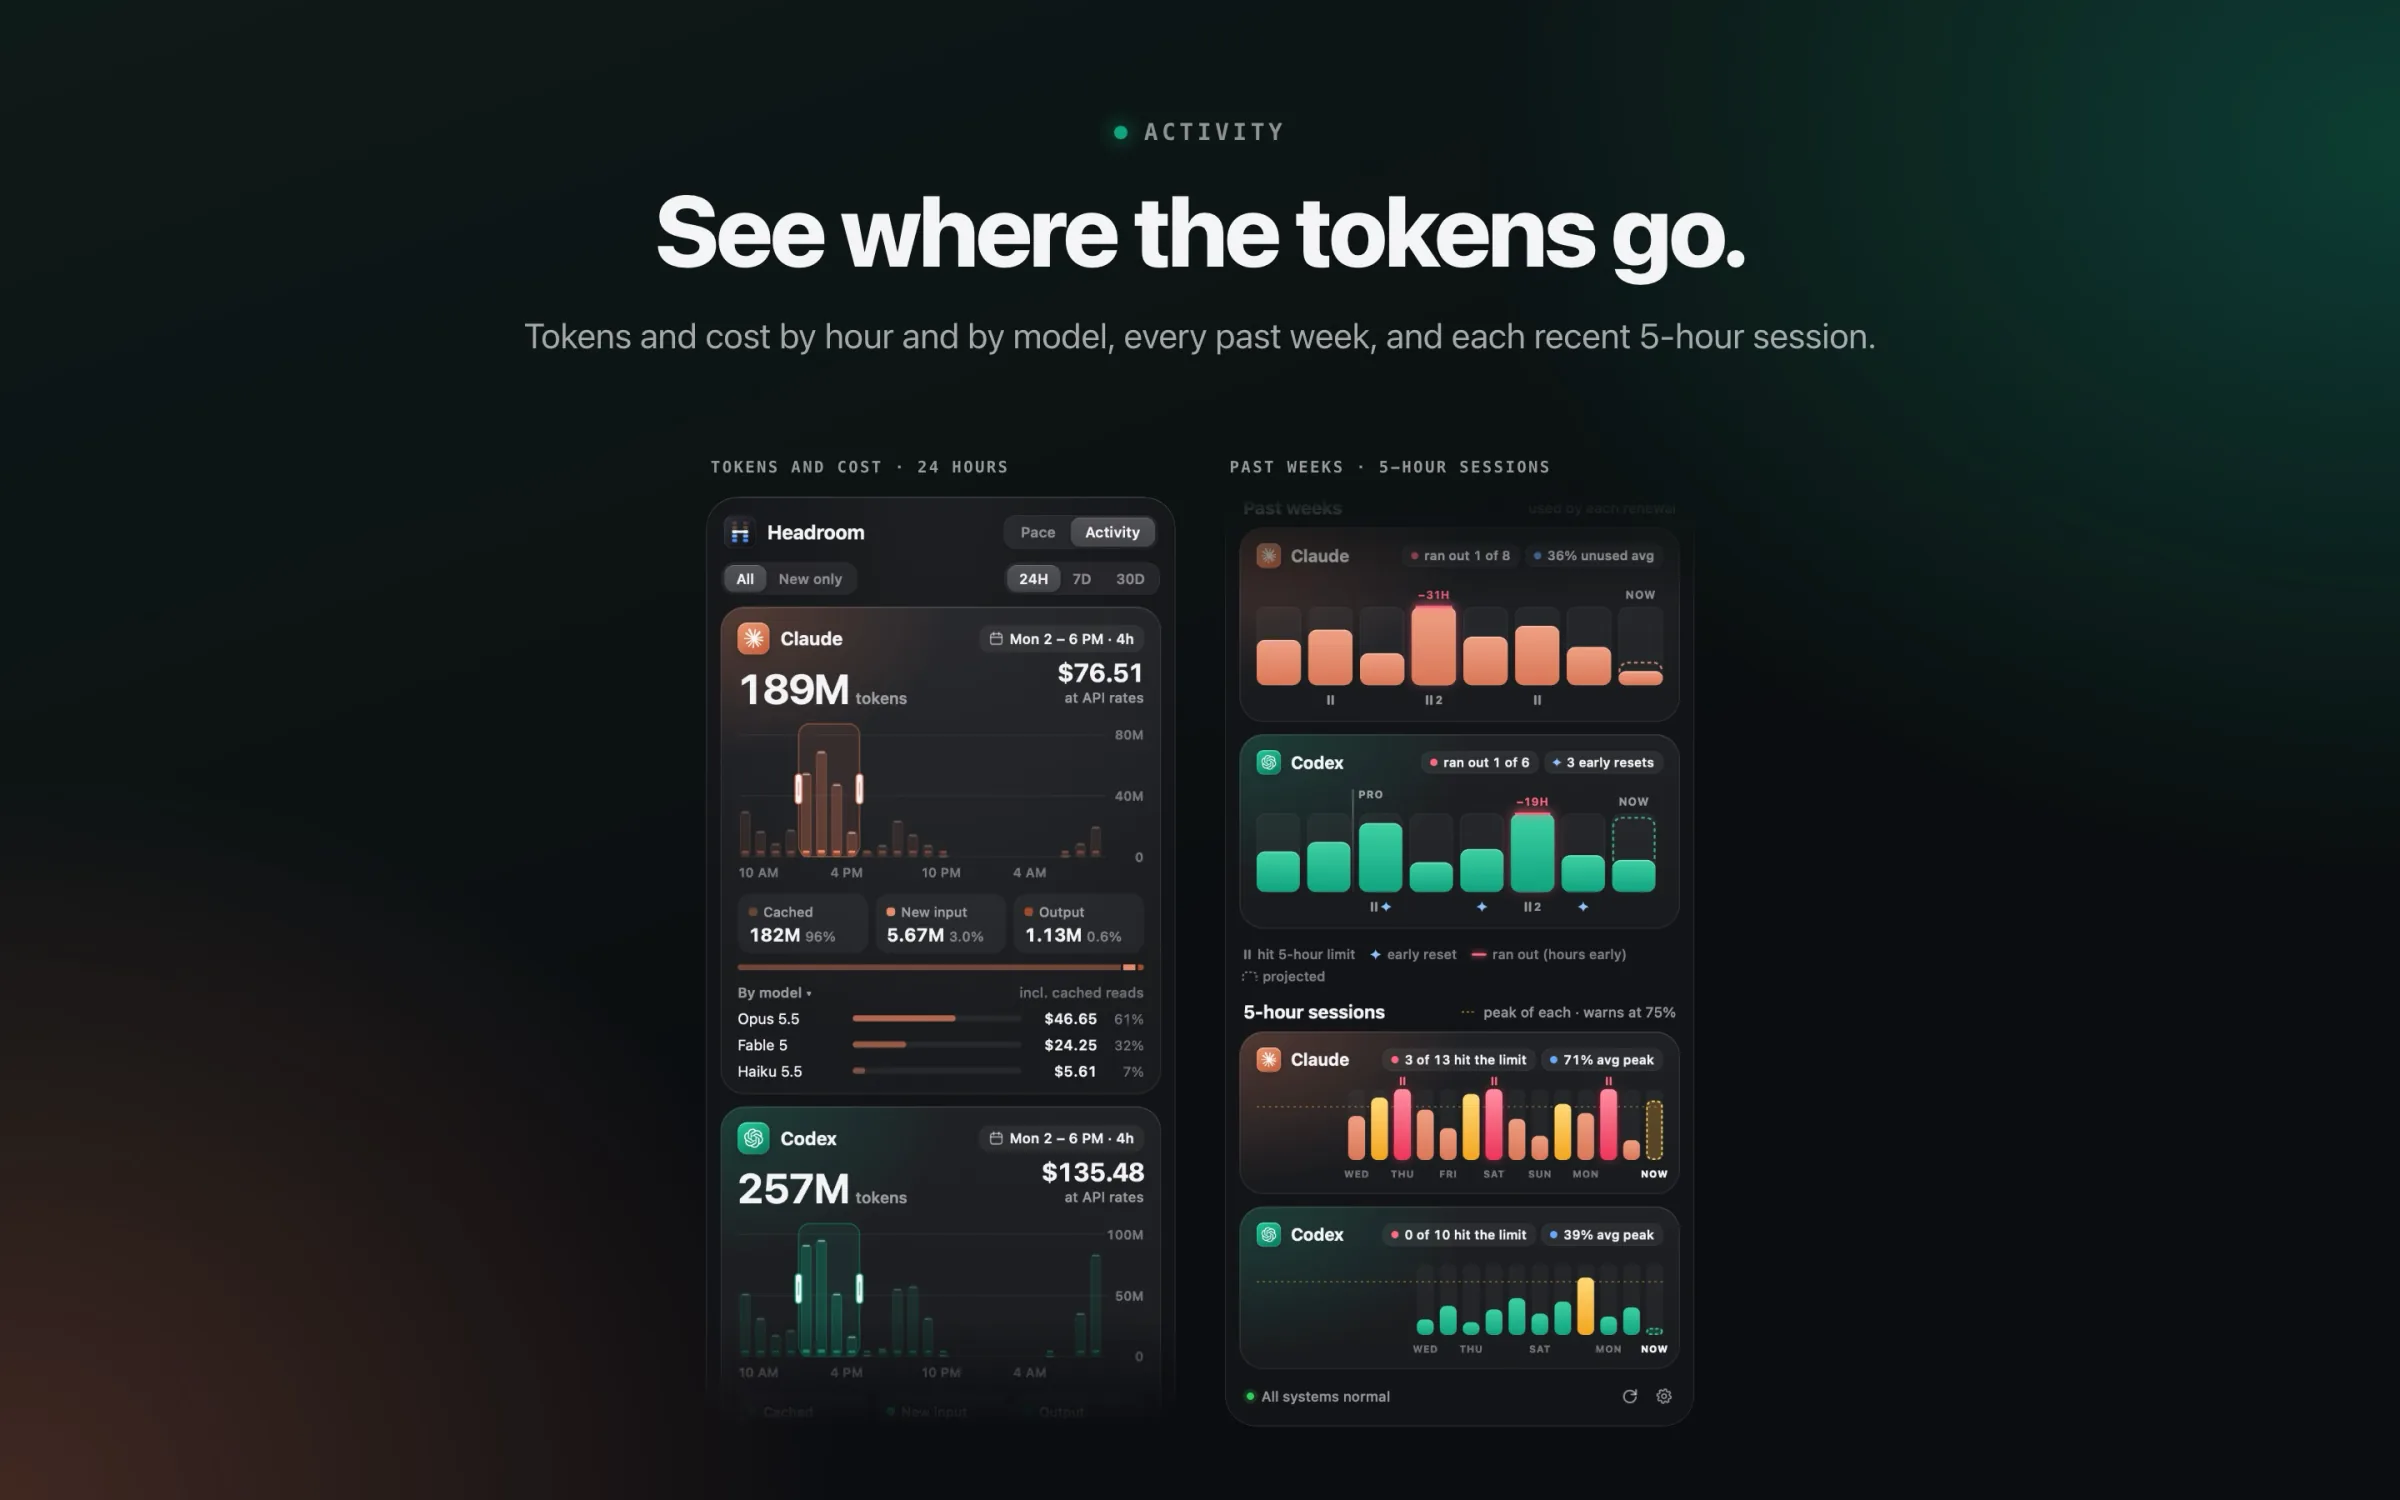 ACTIVITY
See where the tokens go.
Tokens and cost by hour and by model, every past week, and each recent 5-hour session.
TOKENS AND COST · 24 HOURS
Headroom
Pace Activity
All New only
24H 7D 30D
Claude
Mon 2 – 6 PM · 4h
189M tokens
$76.51
at API rates
80M
40M
0
10 AM 4 PM 10 PM 4 AM
Cached New input Output
182M 96% 5.67M 3.0% 1.13M 0.6%
By model ▾ incl. cached reads
Opus 5.5 $46.65 61%
Fable 5 $24.25 32%
Haiku 5.5 $5.61 7%
Codex
Mon 2 – 6 PM · 4h
257M tokens
$135.48
at API rates
100M
50M
0
10 AM 4 PM 10 PM 4 AM
Cached New input Output
PAST WEEKS · 5-HOUR SESSIONS
Past weeks used by each renewal
Claude ran out 1 of 8 36% unused avg
–31H NOW
2
Codex ran out 1 of 6 3 early resets
PRO –19H NOW
2
hit 5-hour limit early reset ran out (hours early)
projected
5-hour sessions peak of each · warns at 75%
Claude 3 of 13 hit the limit 71% avg peak
WED THU FRI SAT SUN MON NOW
Codex 0 of 10 hit the limit 39% avg peak
WED THU SAT MON NOW
All systems normal